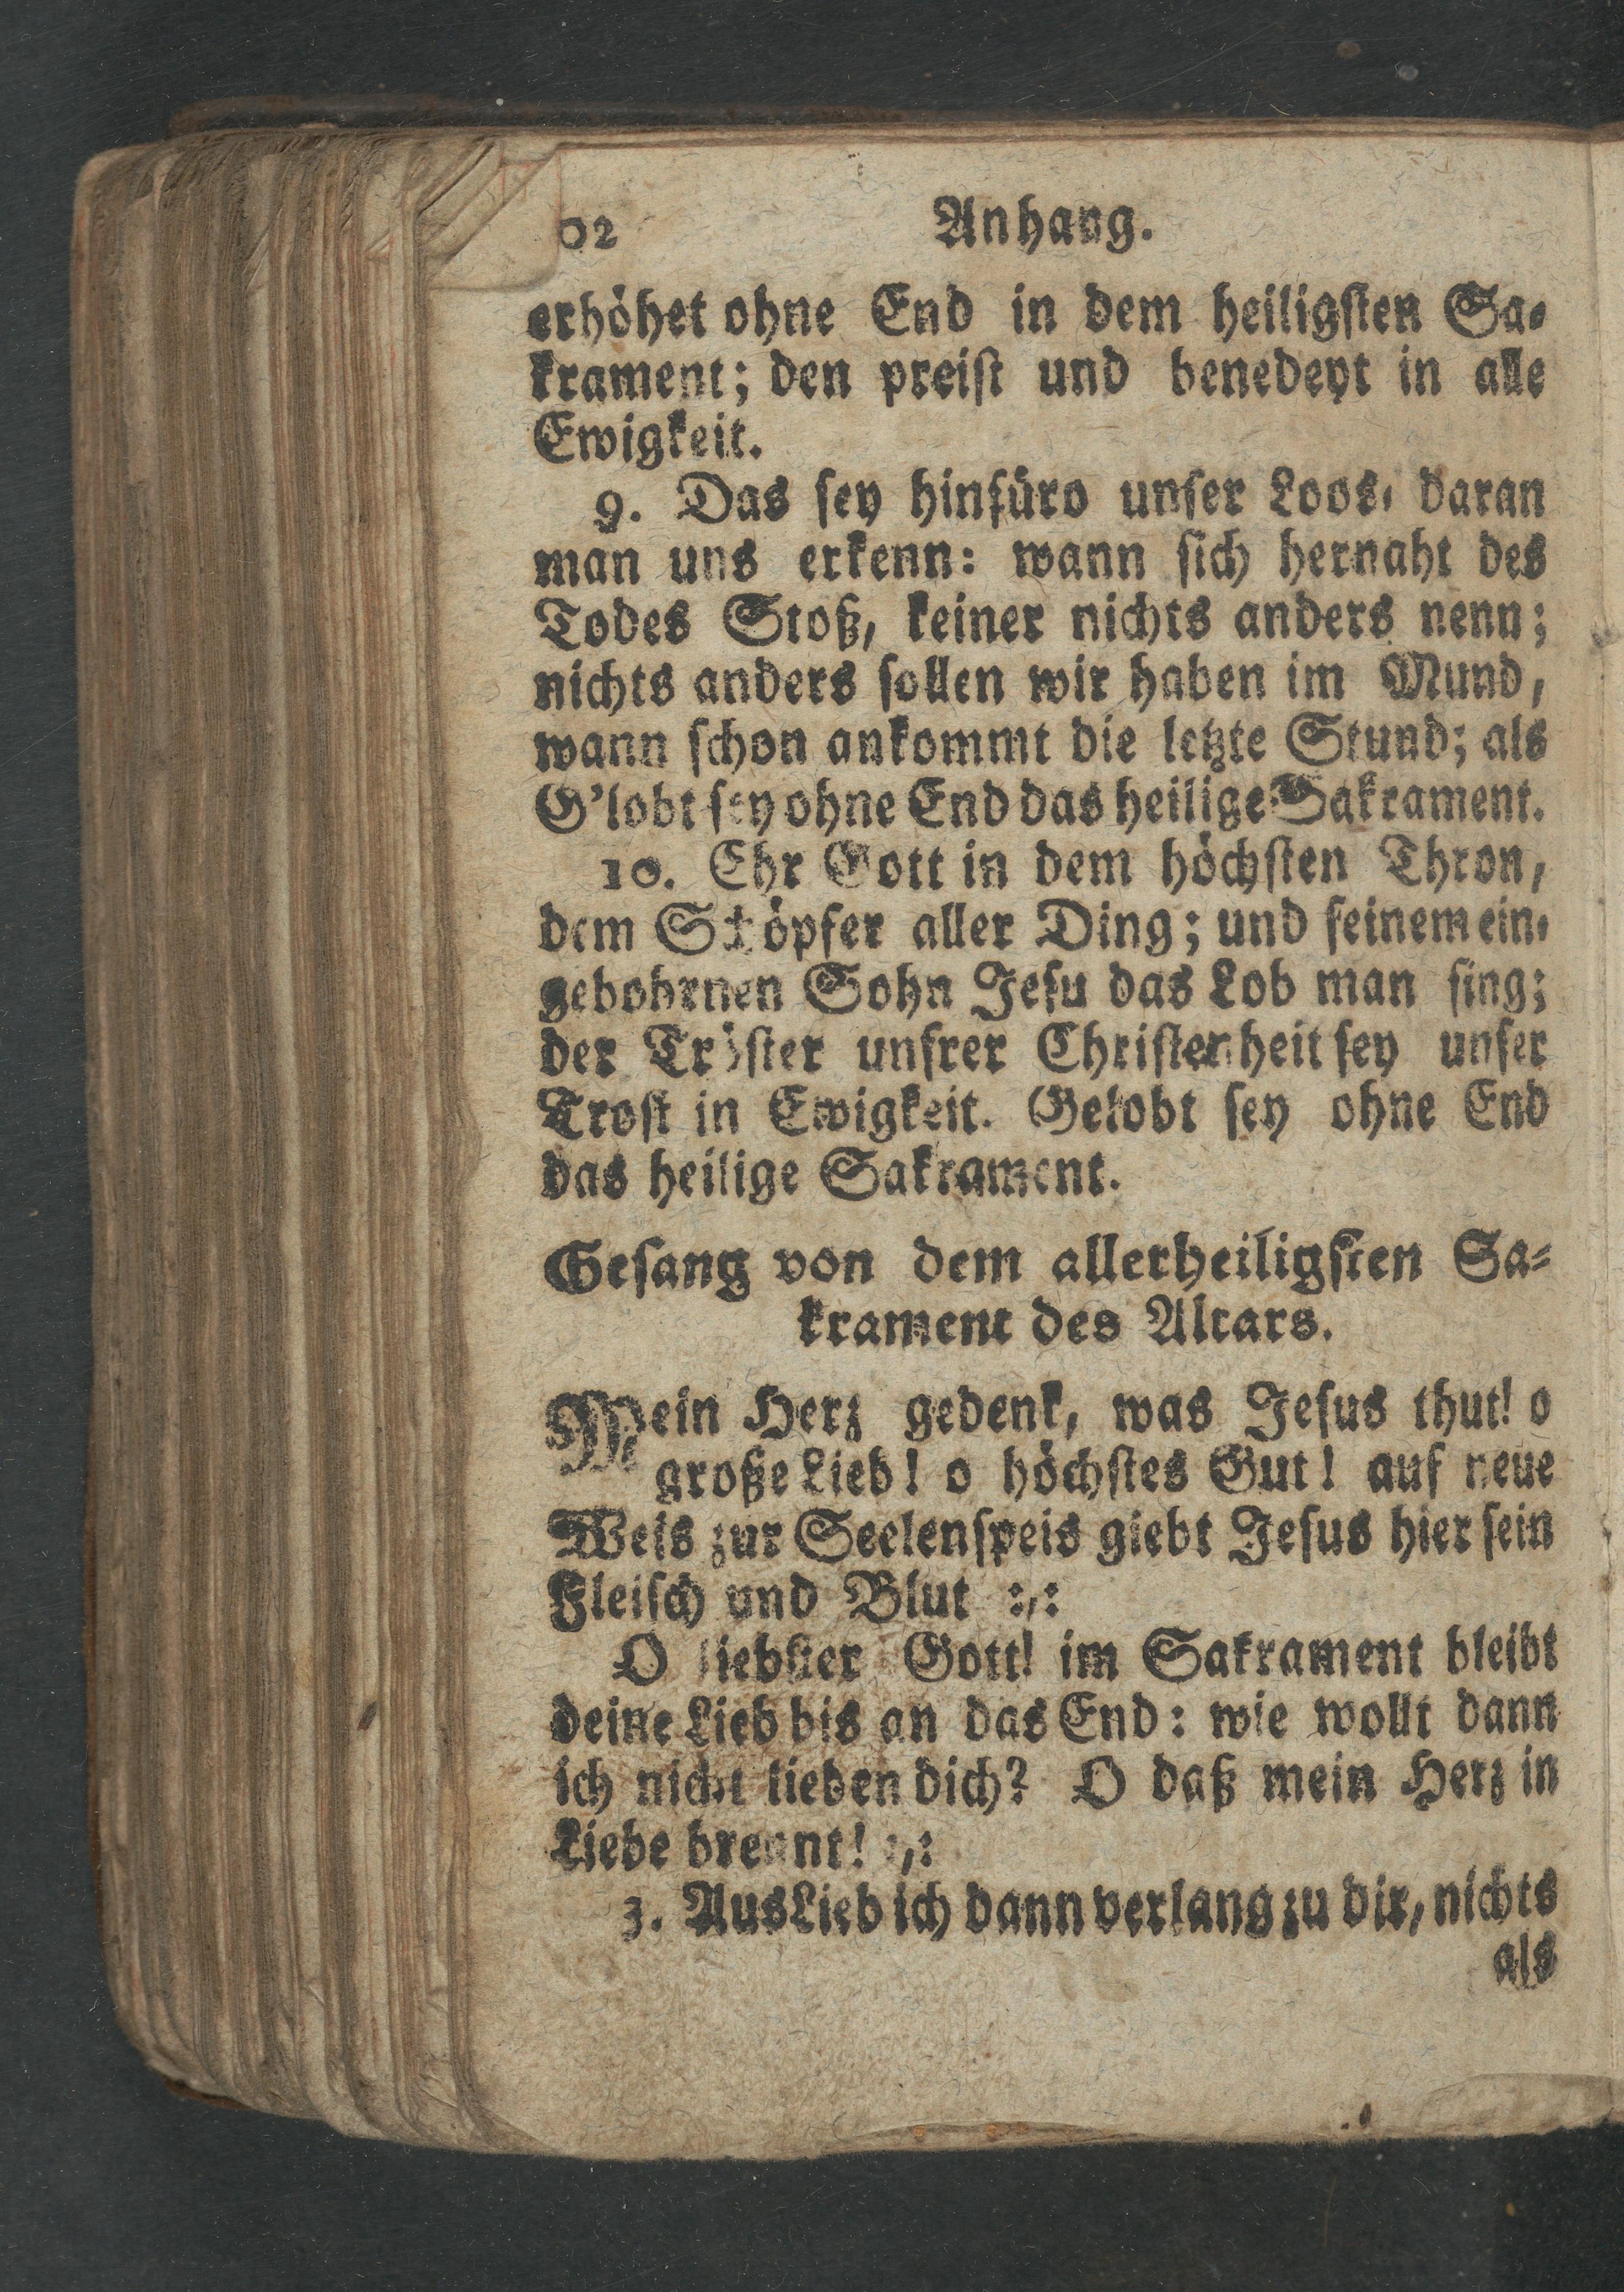 02 Anhang.
erhöhet ohne End in dem heiligsten Sa-
krament; den preist und benedeyt in alle
Ewigkeit.
9. Das sey hinfüro unser Loos, daran
man uns erkenn: wann sich hernaht des
Todes Stoß, keiner nichts anders nenn;
nichts anders sollen wir haben im Mund,
wann schon ankommt die letzte Stund; als
G'lobt sey ohne End das heilige Sakrament.
10. Ehr Gott in dem höchsten Thron,
dem Schöpfer aller Ding; und seinem ein-
gebohrnen Sohn Jesu das Lob man sing;
der Tröster unsrer Christenheit sey unser
Trost in Ewigkeit. Gelobt sey ohne End
das heilige Sakrament.
Gesang von dem allerheiligsten Sa-
krament des Altars.
Mein Herz gedenk, was Jesus thut! o
große Lieb! o höchstes Gut! auf neue
Weis zur Seelenspeis giebt Jesus hier sein
Fleisch und Blut :,:
O liebster Gott! im Sakrament bleibt
deine Lieb bis an das End: wie wollt dann
ich nicht lieben dich? O daß mein Herz in
Liebe brennt! :,:
3. Aus Lieb ich dann verlang zu dir, nichts
als